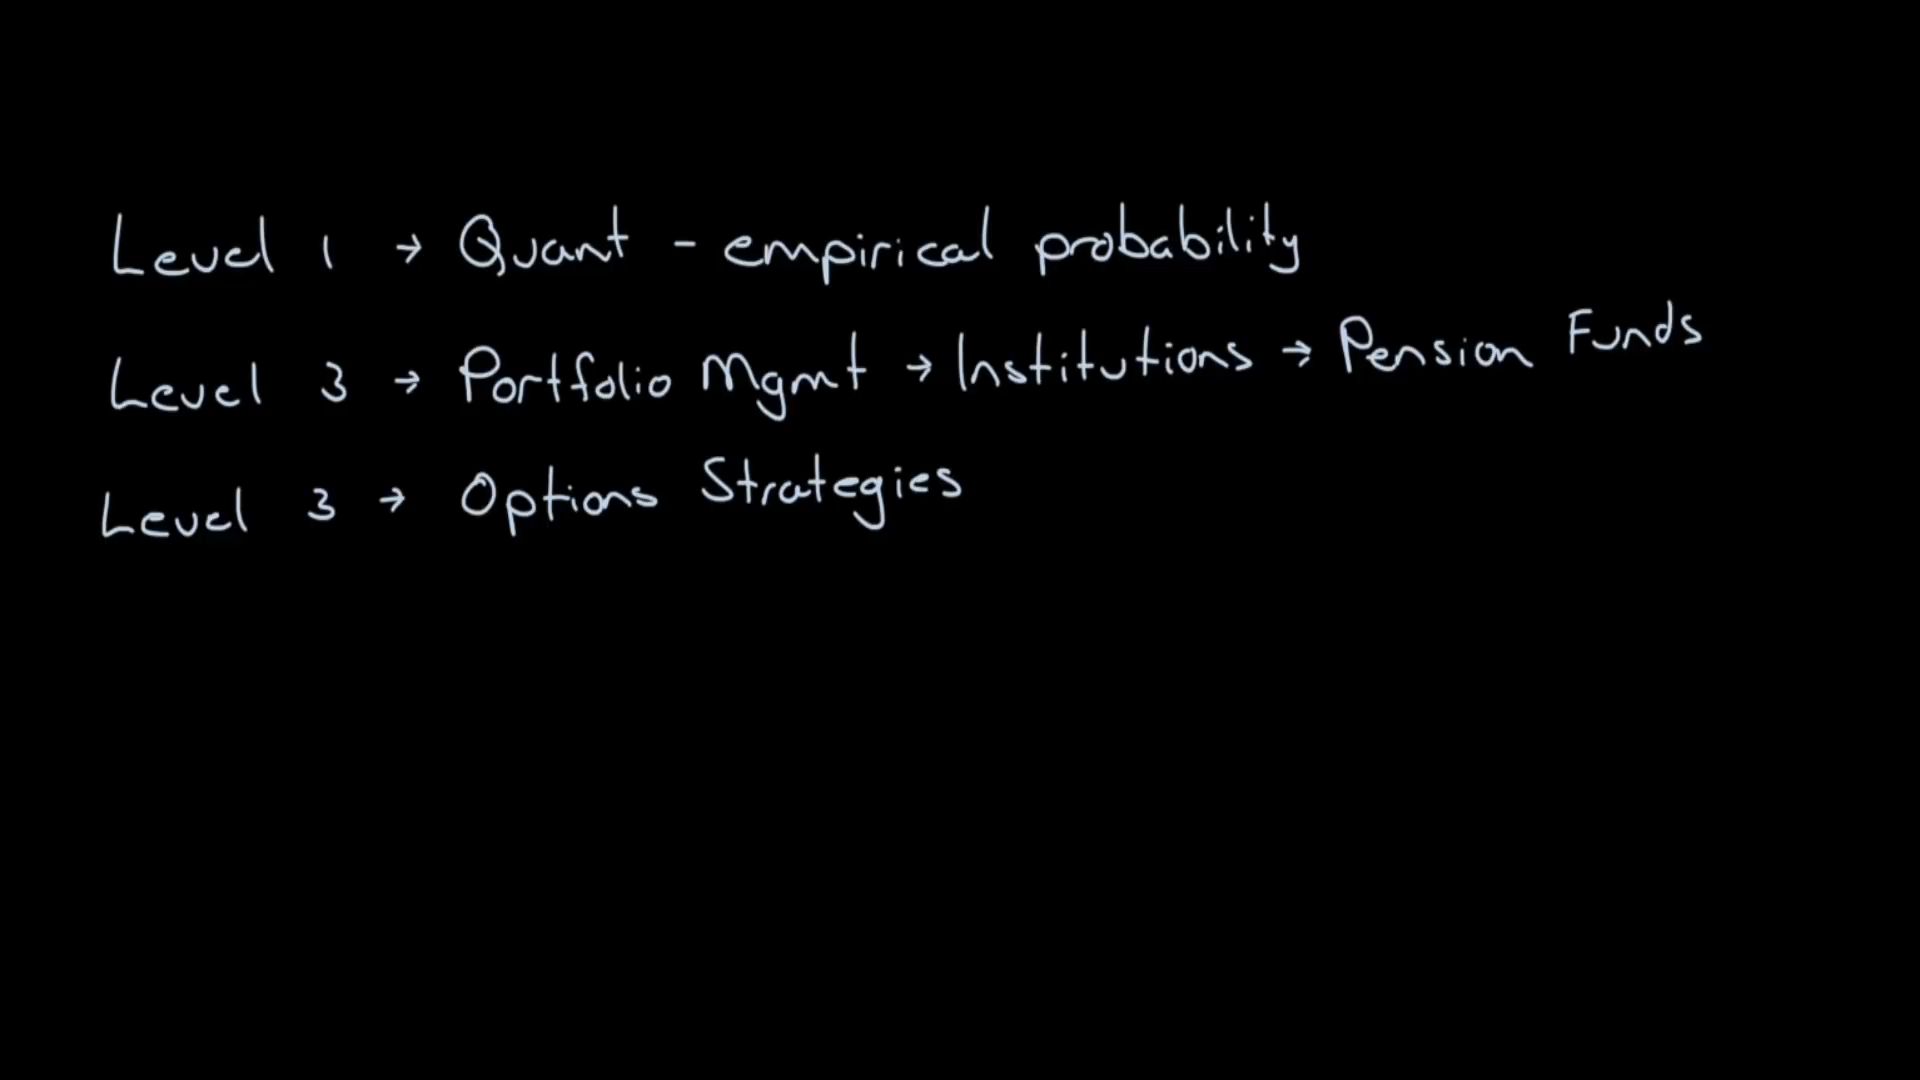 Level 1 → Quant - empirical probability
Level 3 → Portfolio Mgmt → Institutions → Pension Funds
Level 3 → Options Strategies